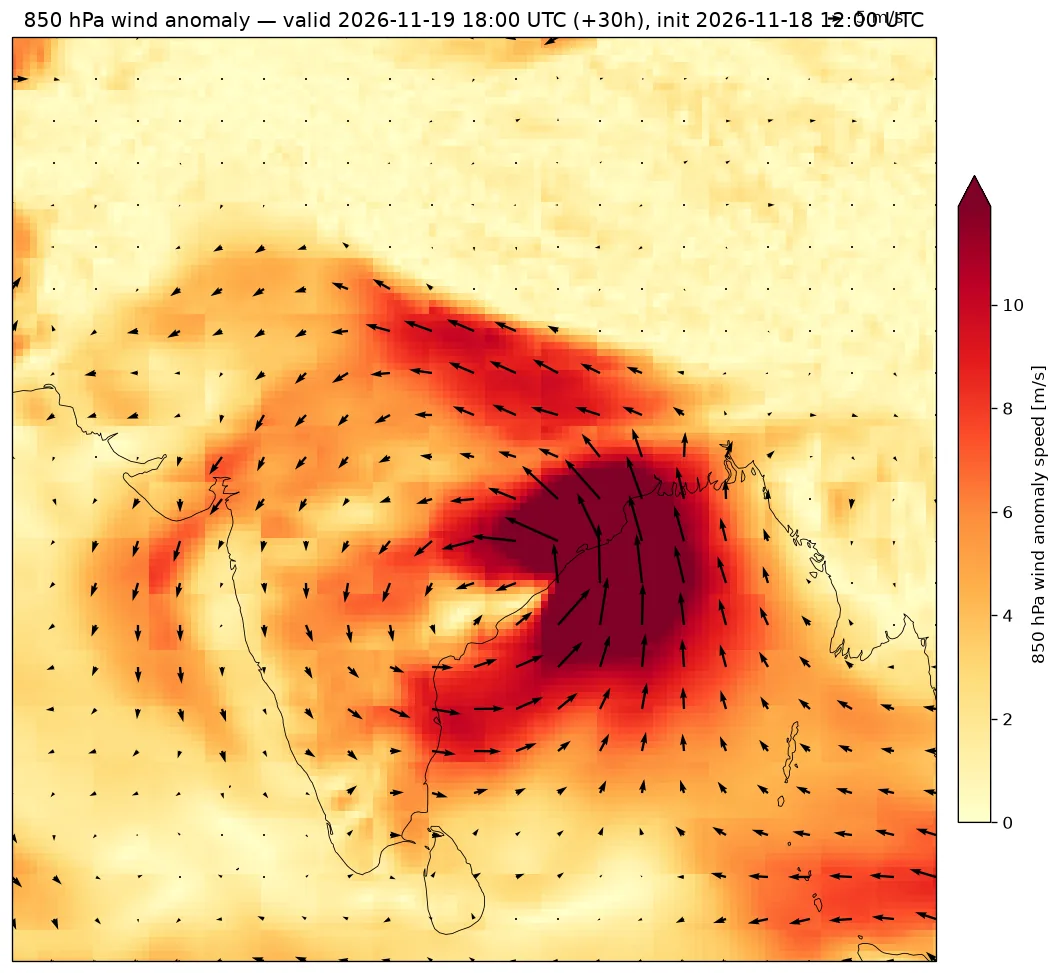 850 hPa wind anomaly — valid 2026-11-19 18:00 UTC (+30h), init 2026-11-18 12:00 UTC
5 m/s
10
8
6
4
2
0
850 hPa wind anomaly speed [m/s]